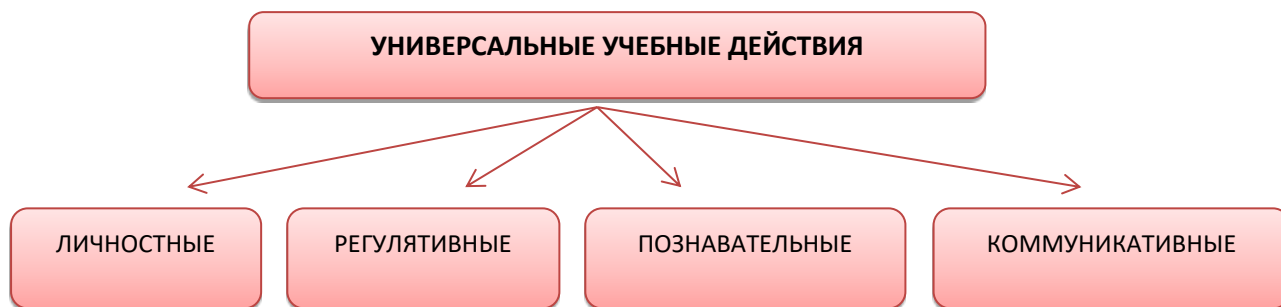 УНИВЕРСАЛЬНЫЕ УЧЕБНЫЕ ДЕЙСТВИЯ
ЛИЧНОСТНЫЕ
РЕГУЛЯТИВНЫЕ
ПОЗНАВАТЕЛЬНЫЕ
КОММУНИКАТИВНЫЕ